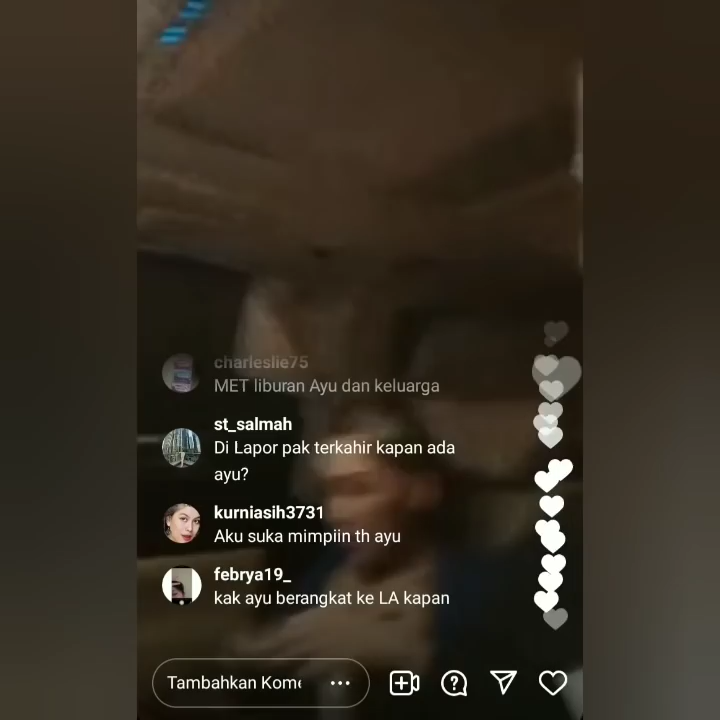 charleslie75
MET liburan Ayu dan keluarga
st_salmah
Di Lapor pak terkahir kapan ada
ayu?
kurniasih3731
Aku suka mimpiin th ayu
febrya19_
kak ayu berangkat ke LA kapan
Tambahkan Kome